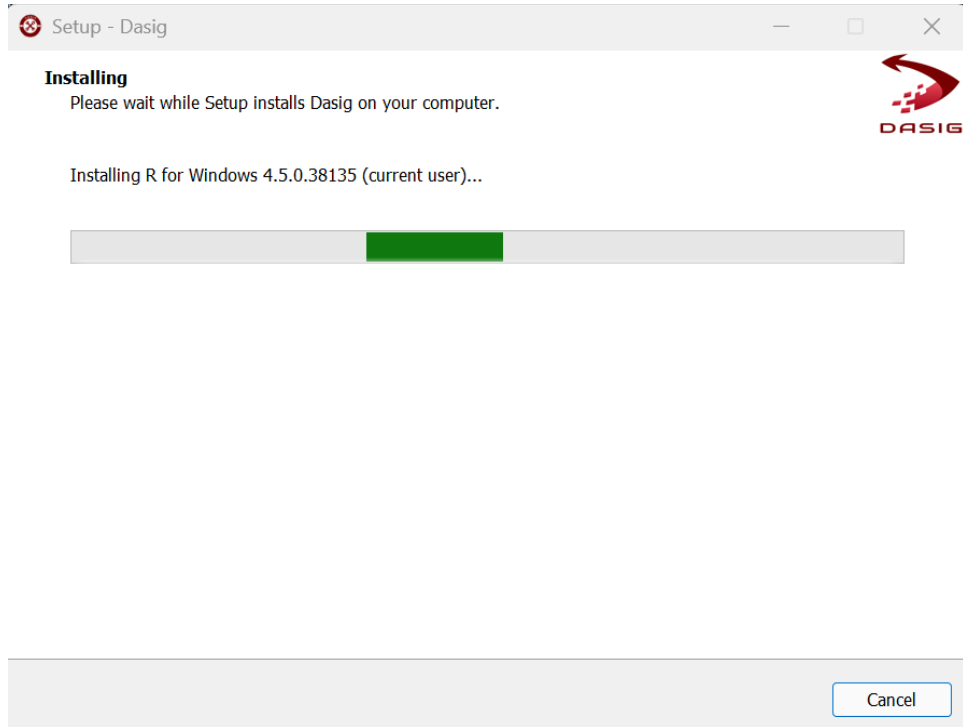 Setup - Dasig
Installing
Please wait while Setup installs Dasig on your computer.
DASIG
Installing R for Windows 4.5.0.38135 (current user)...
Cancel